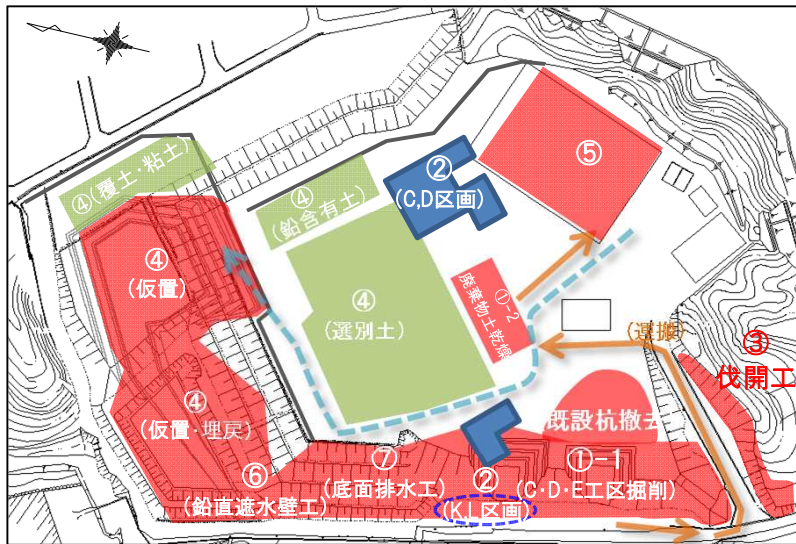 ⑤
②
(C,D区画)
④(覆土・粘土)
④
(鉛含有土)
④
(仮置)
④
(選別土)
①-2
廃棄物土乾燥
(運搬)
③
伐開工
④
(仮置・埋戻)
既設杭撤去
⑥
(鉛直遮水壁工)
⑦
(底面排水工)
②
(K,L区画)
①-1
(C・D・E工区掘削)